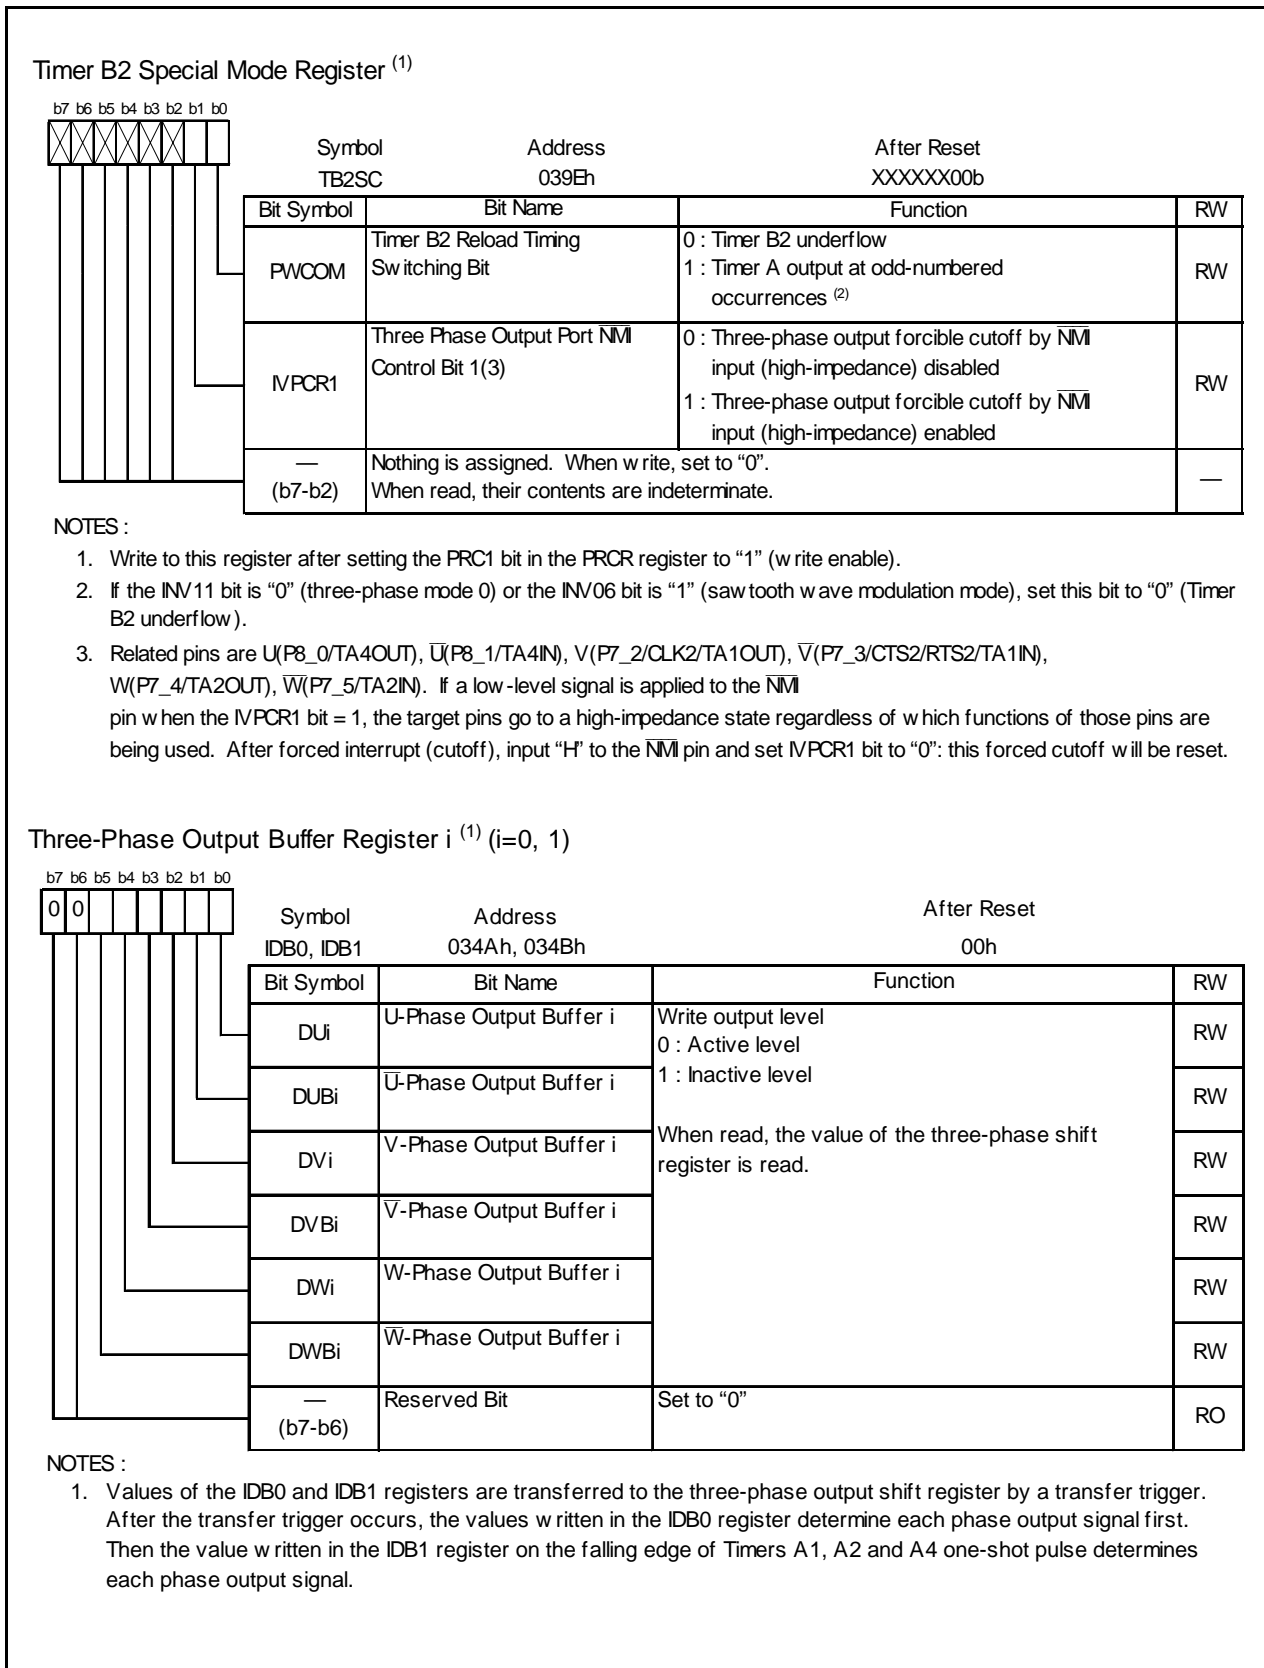 Timer B2 Special Mode Register (1)
b7 b6 b5 b4 b3 b2 b1 b0
Symbol Address After Reset
TB2SC 039Eh XXXXXX00b
Bit Symbol Bit Name Function RW
PWCOM Timer B2 Reload Timing Switching Bit 0 : Timer B2 underflow
1 : Timer A output at odd-numbered
occurrences (2) RW
IVPCR1 Three Phase Output Port N̅M̅I̅ Control Bit 1(3) 0 : Three-phase output forcible cutoff by N̅M̅I̅
input (high-impedance) disabled
1 : Three-phase output forcible cutoff by N̅M̅I̅
input (high-impedance) enabled RW
— (b7-b2) Nothing is assigned. When write, set to “0”.
When read, their contents are indeterminate. —
NOTES :
1. Write to this register after setting the PRC1 bit in the PRCR register to “1” (write enable).
2. If the INV11 bit is “0” (three-phase mode 0) or the INV06 bit is “1” (sawtooth wave modulation mode), set this bit to “0” (Timer
B2 underflow).
3. Related pins are U(P8_0/TA4OUT), U̅(P8_1/TA4IN), V(P7_2/CLK2/TA1OUT), V̅(P7_3/CTS2/RTS2/TA1IN),
W(P7_4/TA2OUT), W̅(P7_5/TA2IN). If a low-level signal is applied to the N̅M̅I̅
pin when the IVPCR1 bit = 1, the target pins go to a high-impedance state regardless of which functions of those pins are
being used. After forced interrupt (cutoff), input “H” to the N̅M̅I̅ pin and set IVPCR1 bit to “0”: this forced cutoff will be reset.
Three-Phase Output Buffer Register i (1) (i=0, 1)
b7 b6 b5 b4 b3 b2 b1 b0
0 0
Symbol Address After Reset
IDB0, IDB1 034Ah, 034Bh 00h
Bit Symbol Bit Name Function RW
DUi U-Phase Output Buffer i Write output level
0 : Active level
1 : Inactive level
When read, the value of the three-phase shift
register is read. RW
DUBi U̅-Phase Output Buffer i RW
DVi V-Phase Output Buffer i RW
DVBi V̅-Phase Output Buffer i RW
DWi W-Phase Output Buffer i RW
DWBi W̅-Phase Output Buffer i RW
— (b7-b6) Reserved Bit Set to “0” RO
NOTES :
1. Values of the IDB0 and IDB1 registers are transferred to the three-phase output shift register by a transfer trigger.
After the transfer trigger occurs, the values written in the IDB0 register determine each phase output signal first.
Then the value written in the IDB1 register on the falling edge of Timers A1, A2 and A4 one-shot pulse determines
each phase output signal.